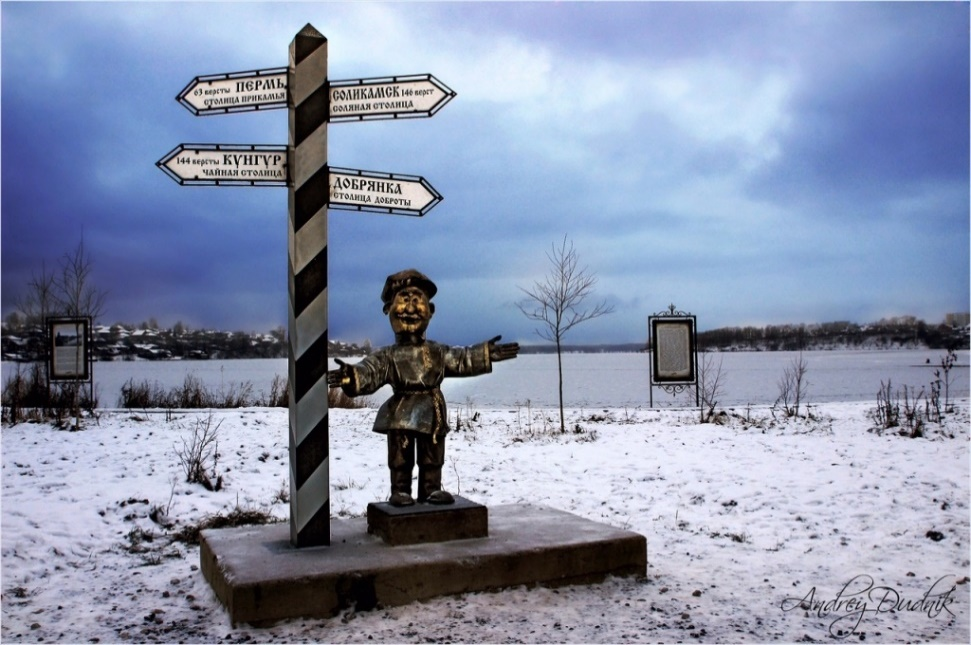 63 версты ПЕРМЬ
СТОЛИЦА ПРИКАМЬЯ
СОЛИКАМСК 146 верст
СОЛЯНАЯ СТОЛИЦА
144 версты КУНГУР
ЧАЙНАЯ СТОЛИЦА
ДОБРЯНКА
СТОЛИЦА ДОБРОТЫ
Andrey Dudnik